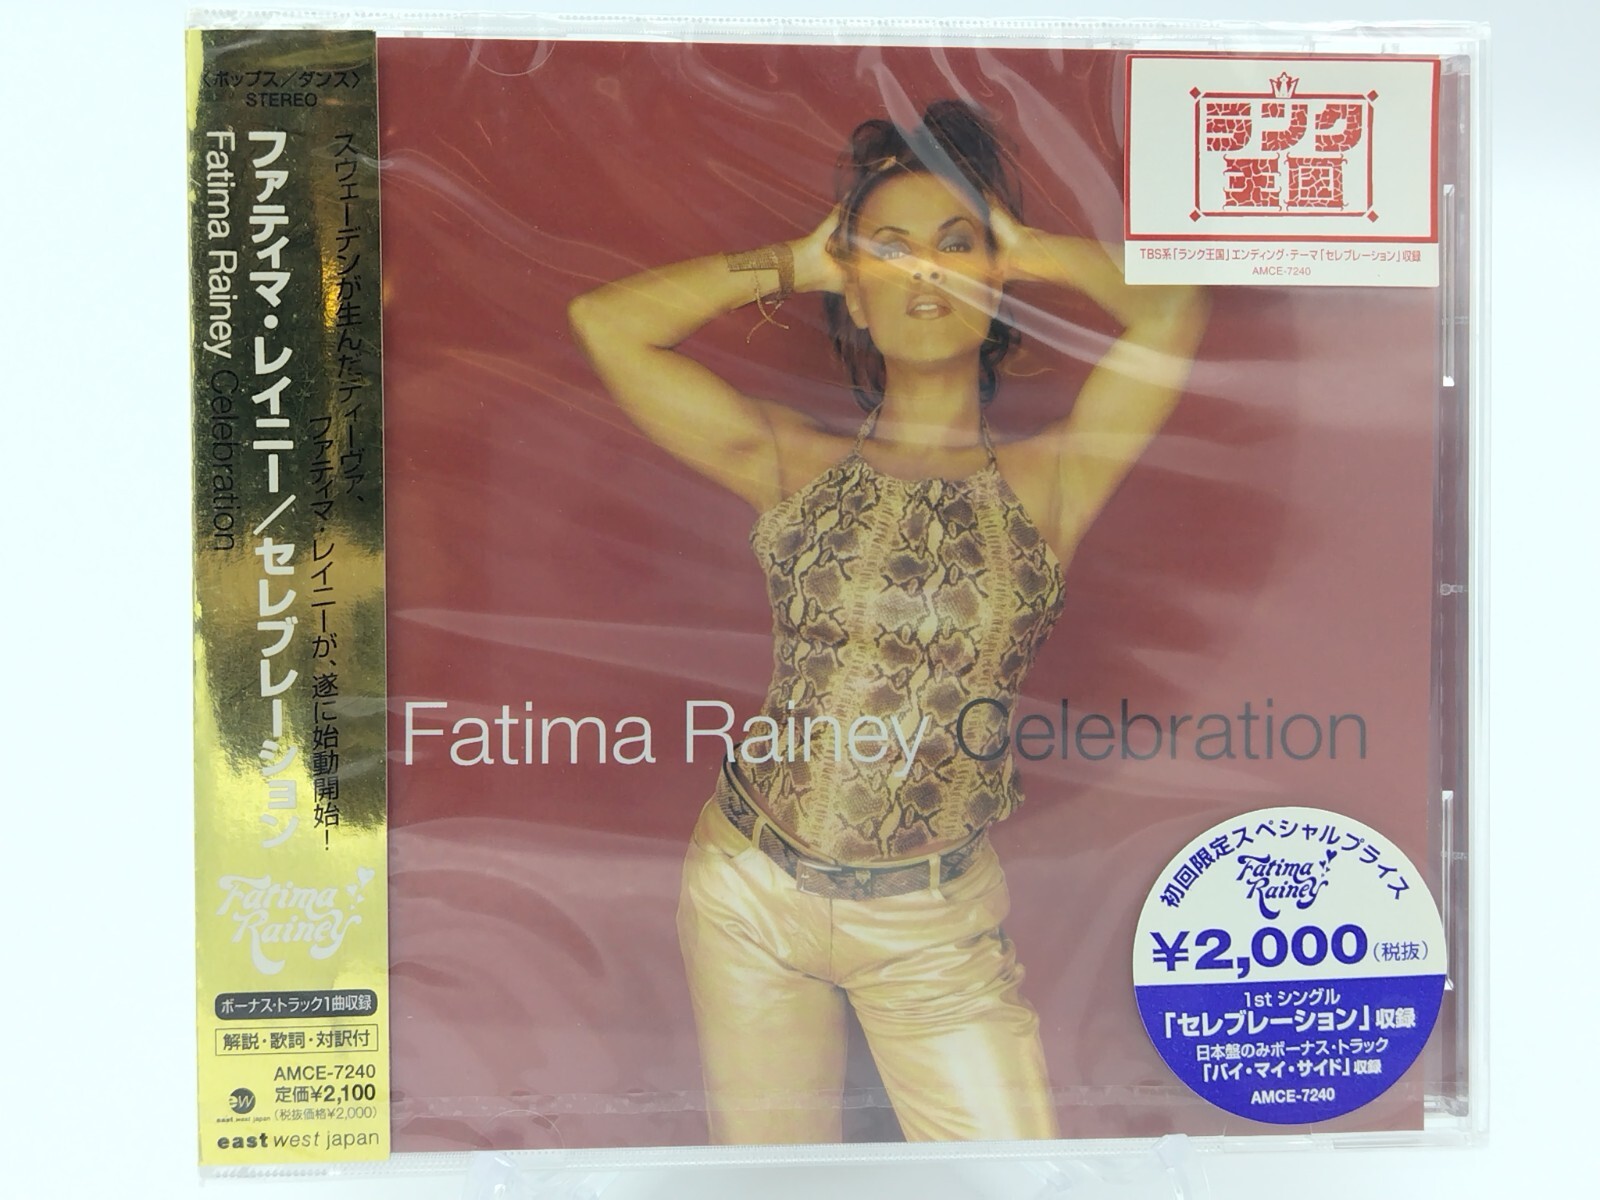 〈ポップス／ダンス〉
STEREO
スウェーデンが生んだディーヴァ、
ファティマ・レイニーが、遂に始動開始！
ファティマ・レイニー／セレブレーション
Fatima Rainey Celebration
Fatima
Rainey
ボーナス・トラック1曲収録
解説・歌詞・対訳付
AMCE-7240
定価¥2,100
(税抜価格¥2,000)
ew
east west japan
east west japan
Fatima Rainey Celebration
ランク
王国
TBS系「ランク王国」エンディング・テーマ「セレブレーション」収録
AMCE-7240
初回限定スペシャルプライス
Fatima
Rainey
¥2,000(税抜)
1st シングル
「セレブレーション」収録
日本盤のみボーナス・トラック
「バイ・マイ・サイド」収録
AMCE-7240